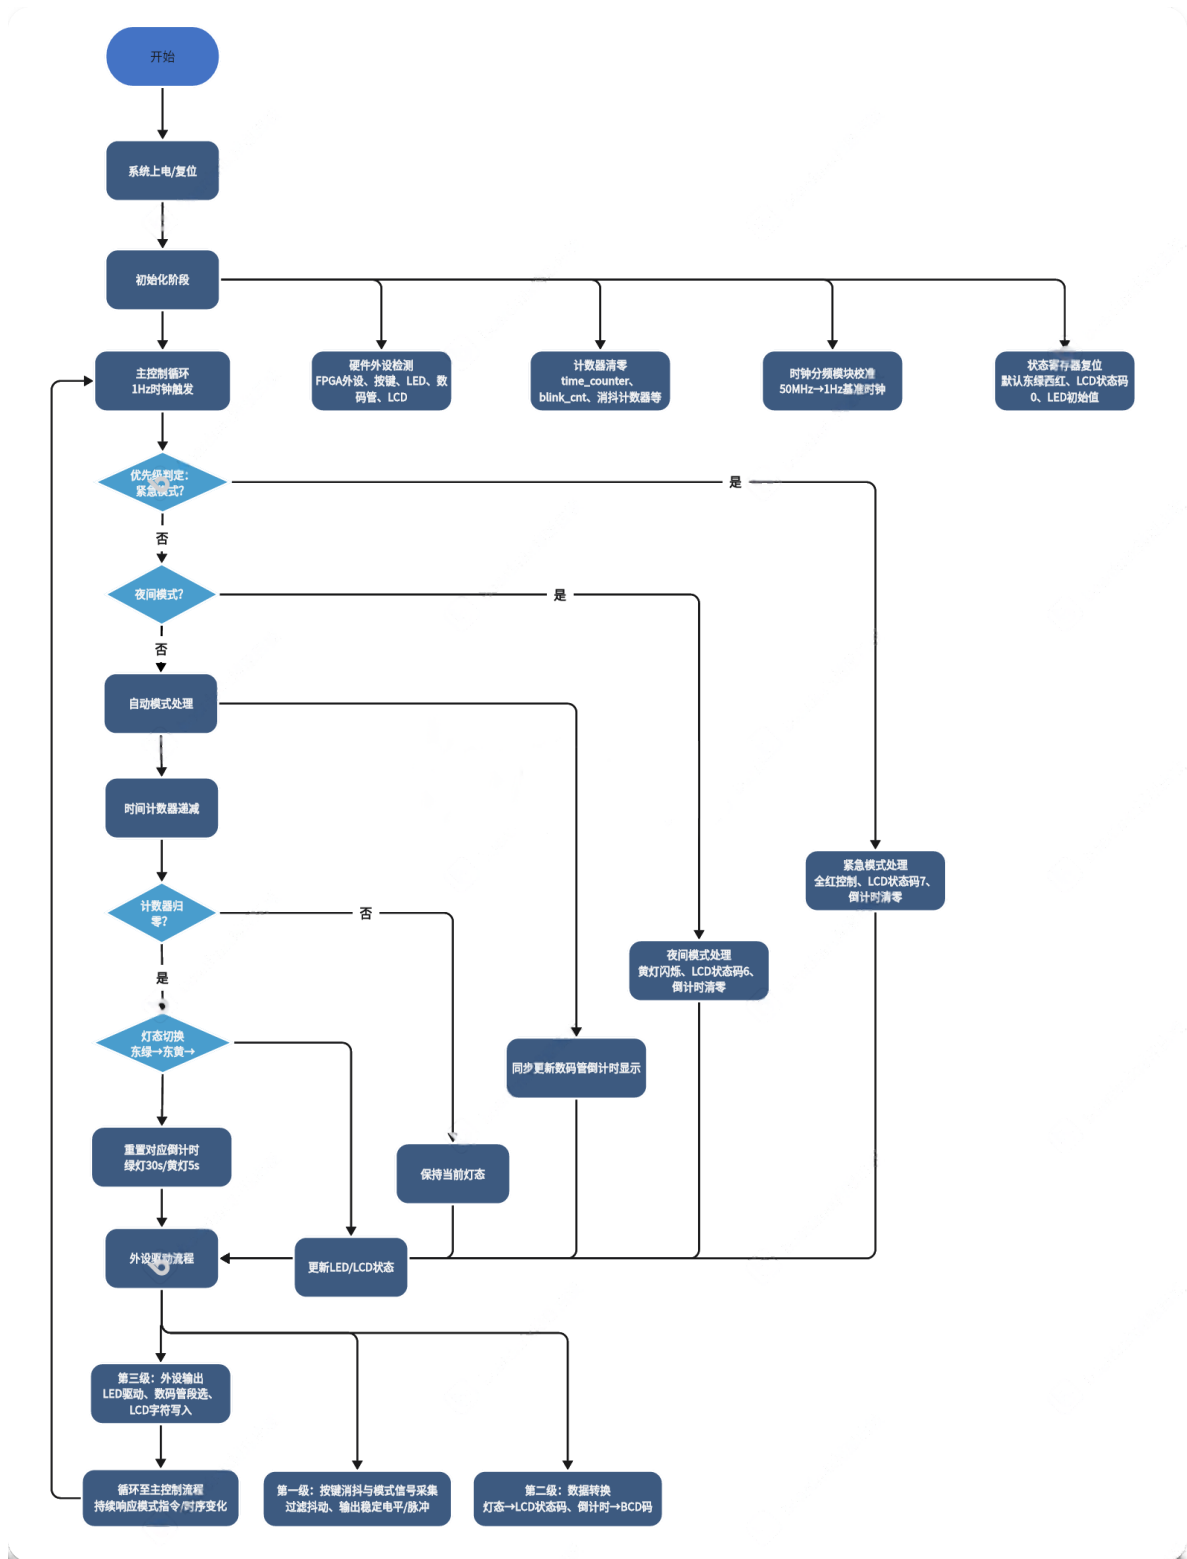 开始
系统上电/复位
初始化阶段
主控制循环
1Hz时钟触发
硬件外设检测
FPGA外设、按键、LED、数
码管、LCD
计数器清零
time_counter、
blink_cnt、消抖计数器等
时钟分频模块校准
50MHz→1Hz基准时钟
状态寄存器复位
默认东绿西红、LCD状态码
0、LED初始值
优先级判定：
紧急模式？
是
否
夜间模式？
是
否
自动模式处理
时间计数器递减
紧急模式处理
全红控制、LCD状态码7、
倒计时清零
计数器归
零？
否
夜间模式处理
黄灯闪烁、LCD状态码6、
倒计时清零
是
灯态切换
东绿→东黄→
同步更新数码管倒计时显示
重置对应倒计时
绿灯30s/黄灯5s
保持当前灯态
外设驱动流程
更新LED/LCD状态
第三级：外设输出
LED驱动、数码管段选、
LCD字符写入
循环至主控制流程
持续响应模式指令/时序变化
第一级：按键消抖与模式信号采集
过滤抖动、输出稳定电平/脉冲
第二级：数据转换
灯态→LCD状态码、倒计时→BCD码